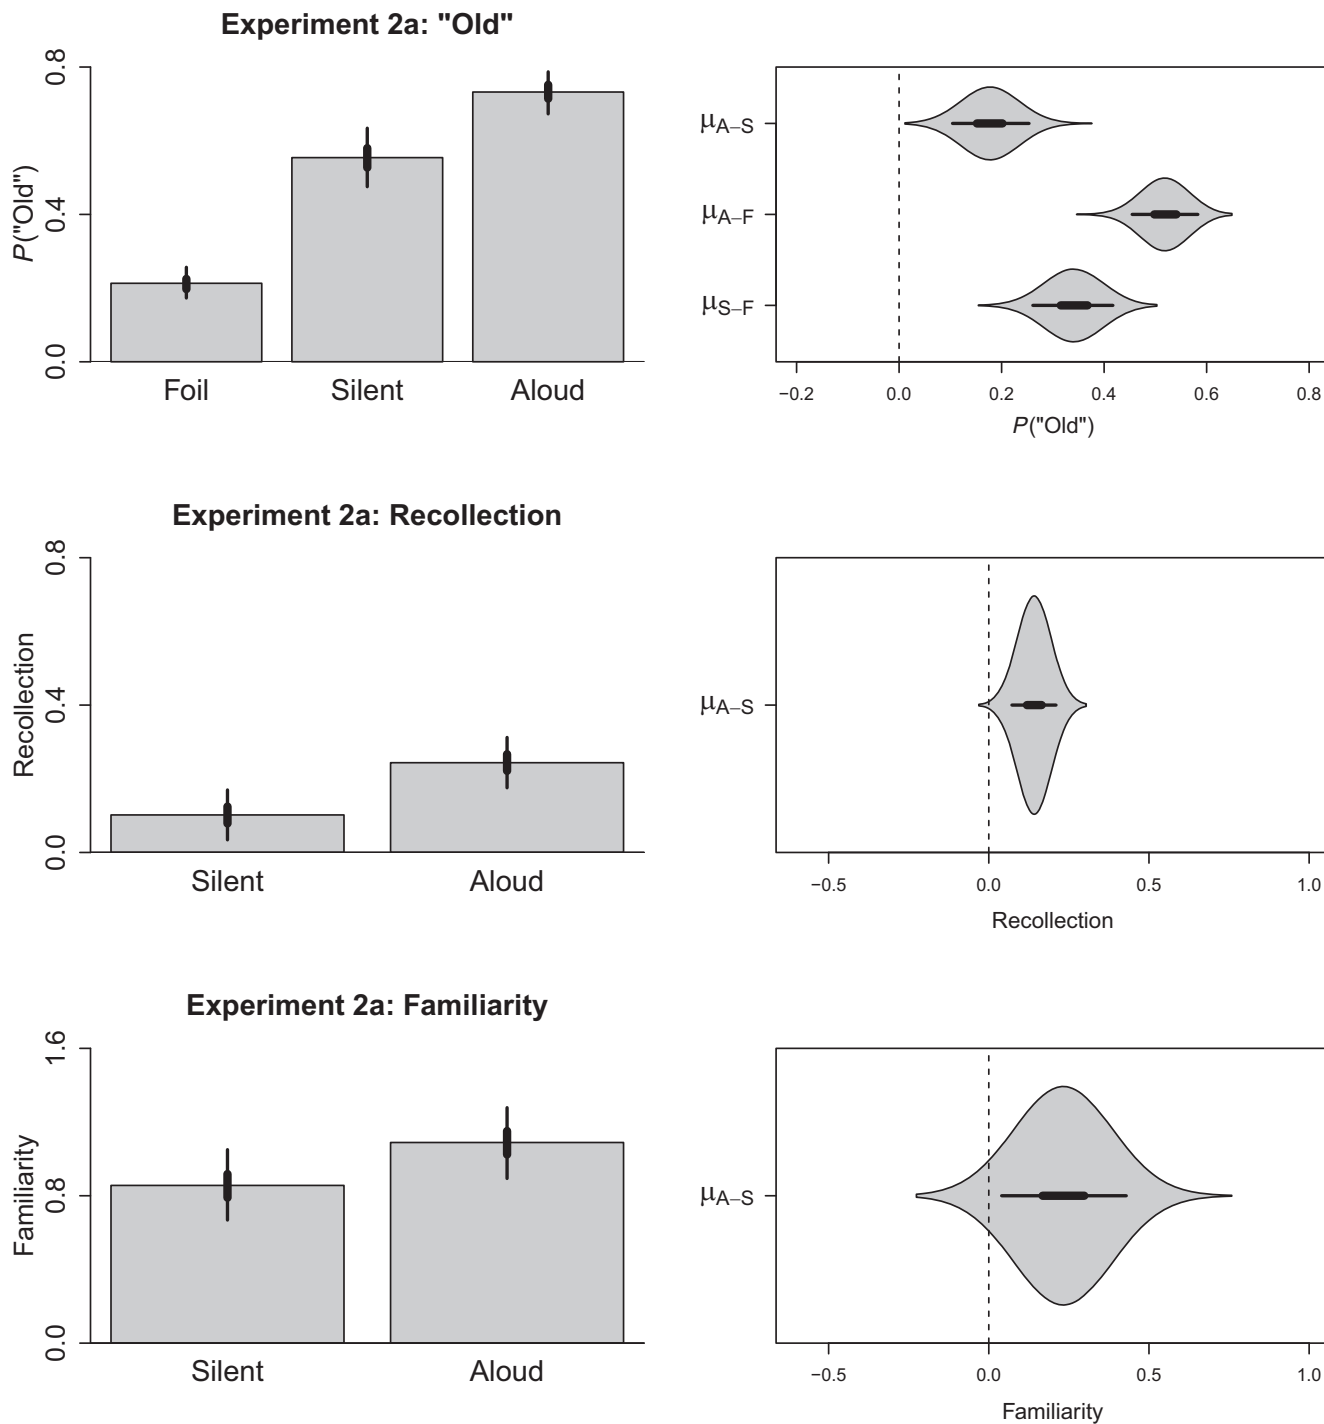 Experiment 2a: "Old"
P("Old")
0.8
0.4
0.0
Foil Silent Aloud
μA–S
μA–F
μS–F
−0.2 0.0 0.2 0.4 0.6 0.8
P("Old")
Experiment 2a: Recollection
Recollection
0.8
0.4
0.0
Silent Aloud
μA–S
−0.5 0.0 0.5 1.0
Recollection
Experiment 2a: Familiarity
Familiarity
1.6
0.8
0.0
Silent Aloud
μA–S
−0.5 0.0 0.5 1.0
Familiarity